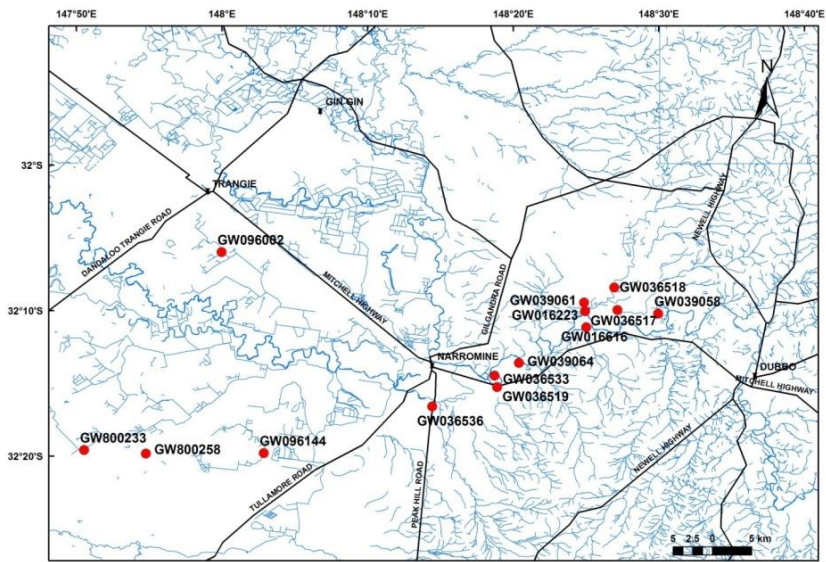 147°50'E 148°0'E 148°10'E 148°20'E 148°30'E 148°40'E
N
GIN GIN
32°S
TRANGIE
NEWELL HIGHWAY
DANDALOO TRANGIE ROAD
GW096002
MITCHELL HIGHWAY
GILGANDRA ROAD
GW036518
GW039061
GW039058
32°10'S
GW016223
GW036517
GW016616
NARROMINE
GW039064
DUBBO
GW036533
MITCHELL HIGHWAY
GW036519
GW036536
GW800233
GW800258
GW096144
32°20'S
NEWELL HIGHWAY
TULLAMORE ROAD
PEAK HILL ROAD
5 2.5 0 5 km